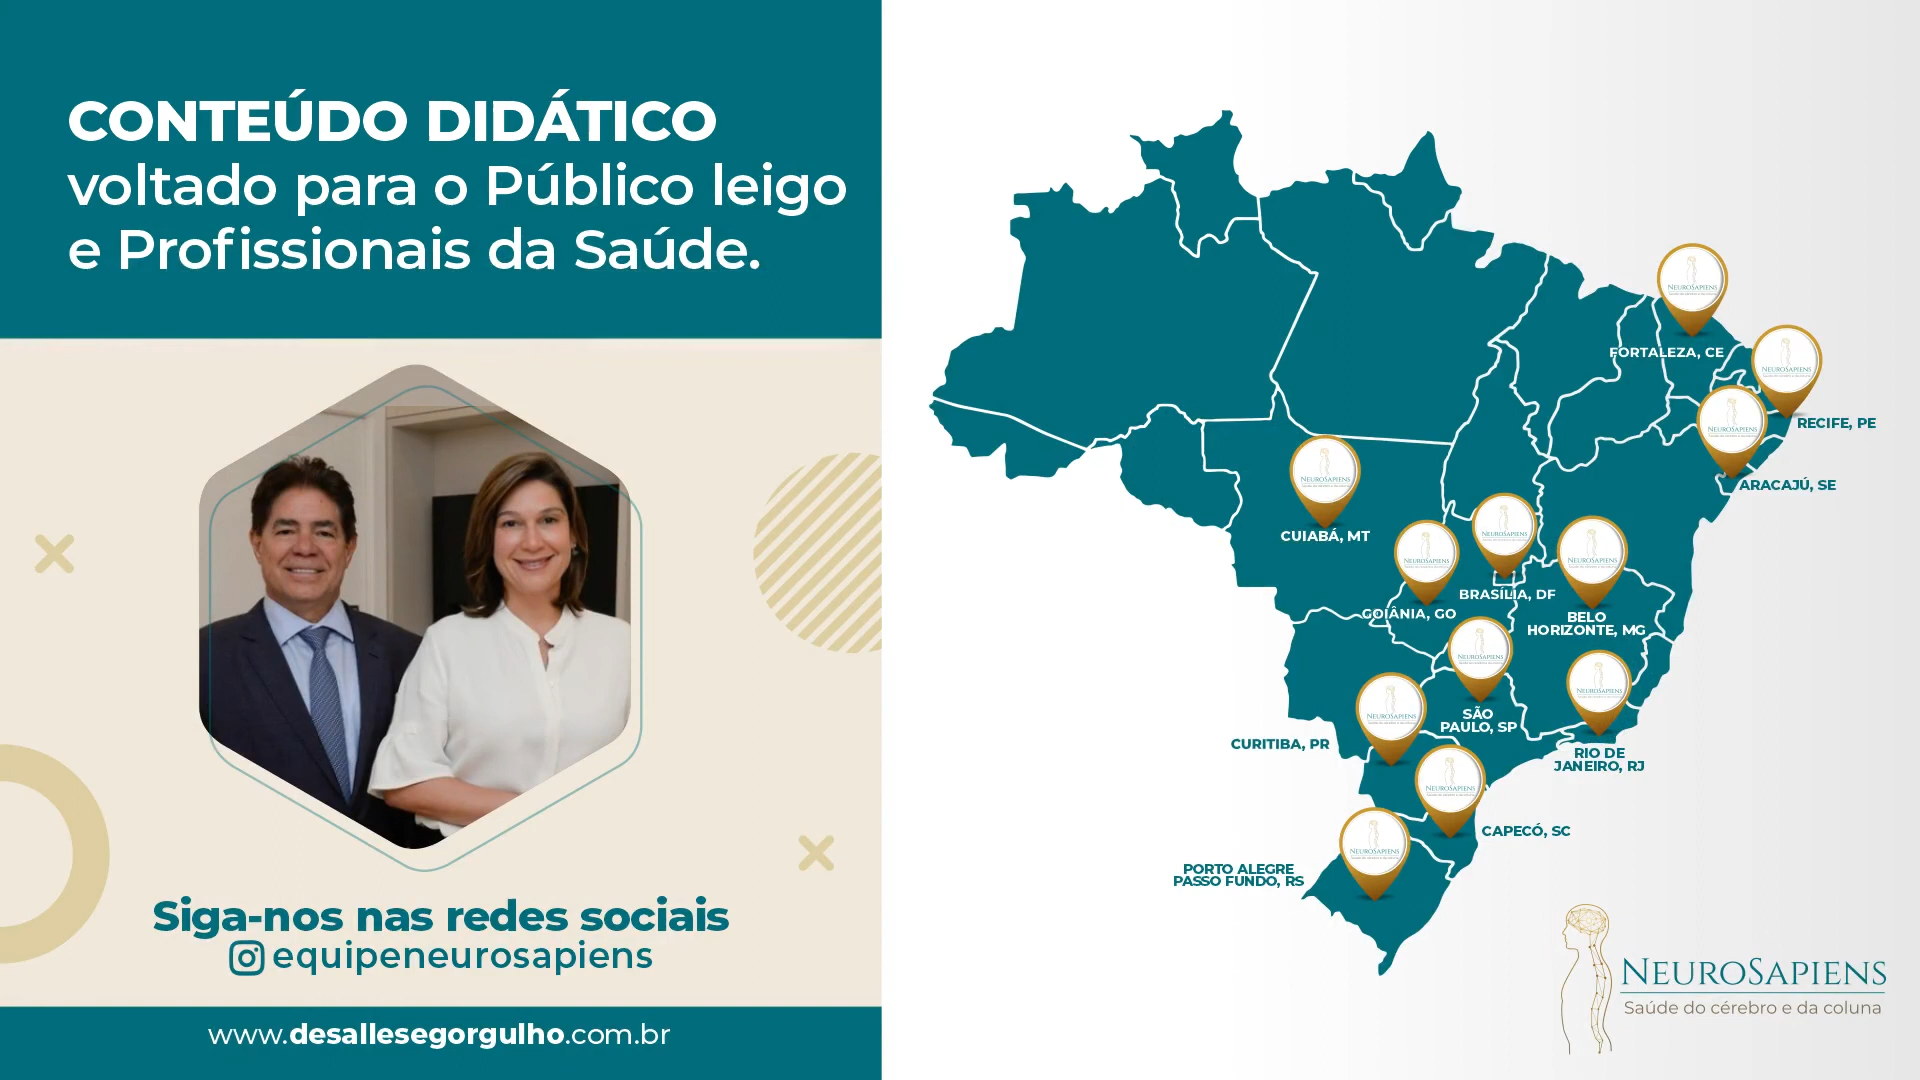 CONTEÚDO DIDÁTICO
voltado para o Público leigo
e Profissionais da Saúde.
Siga-nos nas redes sociais
equipeneurosapiens
www.desallesegorgulho.com.br
FORTALEZA, CE
RECIFE, PE
ARACAJÚ, SE
CUIABÁ, MT
BRASÍLIA, DF
GOIÂNIA, GO
BELO
HORIZONTE, MG
SÃO
PAULO, SP
CURITIBA, PR
RIO DE
JANEIRO, RJ
CAPECÓ, SC
PORTO ALEGRE
PASSO FUNDO, RS
NEUROSAPIENS
Saúde do cérebro e da coluna